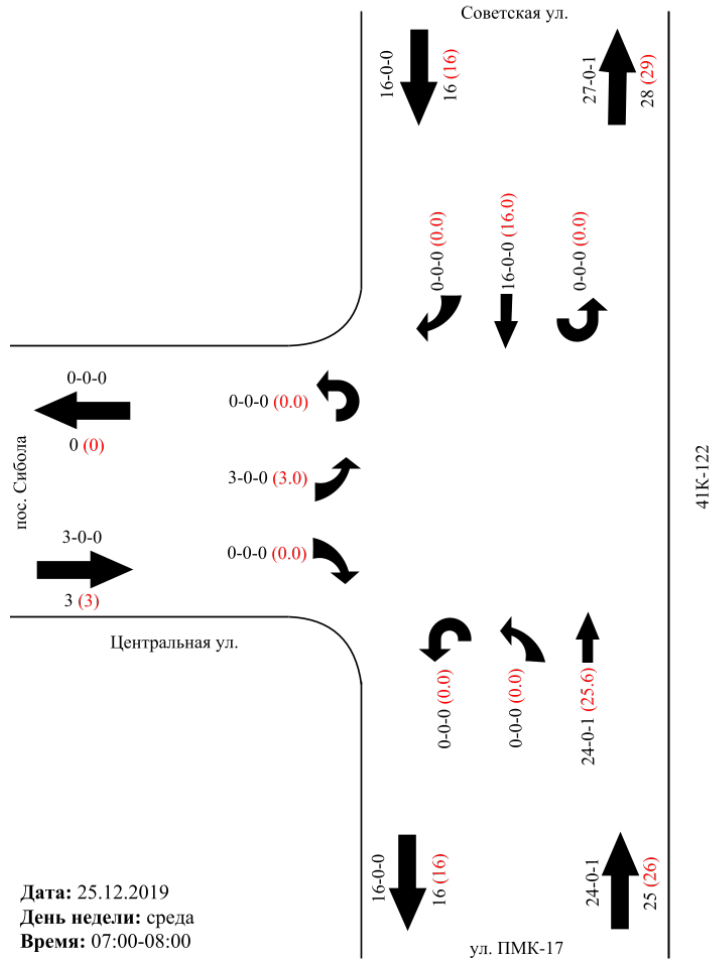 Советская ул.
16-0-0
16 (16)
27-0-1
28 (29)
0-0-0 (0.0)
16-0-0 (16.0)
0-0-0 (0.0)
0-0-0
0 (0)
0-0-0 (0.0)
пос. Сибола
3-0-0 (3.0)
41К-122
3-0-0
3 (3)
0-0-0 (0.0)
Центральная ул.
0-0-0 (0.0)
0-0-0 (0.0)
24-0-1 (25.6)
16-0-0
16 (16)
24-0-1
25 (26)
Дата: 25.12.2019
День недели: среда
Время: 07:00-08:00
ул. ПМК-17